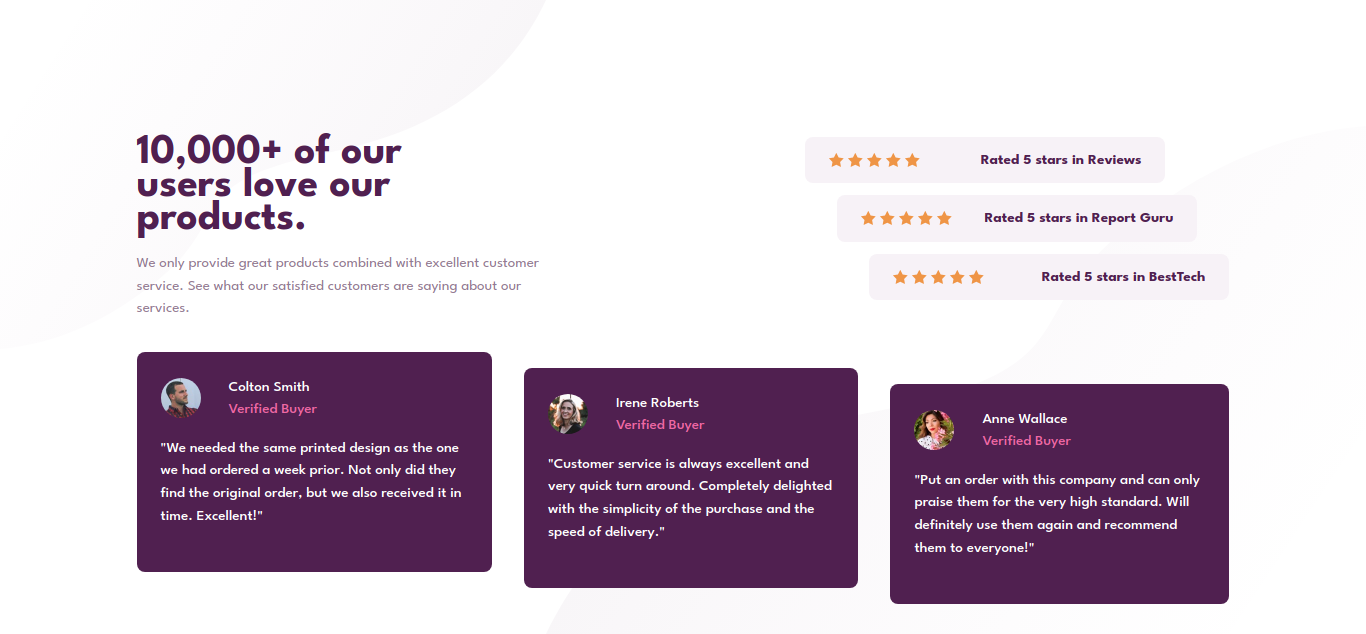 10,000+ of our
users love our
products.
We only provide great products combined with excellent customer
service. See what our satisfied customers are saying about our
services.
Rated 5 stars in Reviews
Rated 5 stars in Report Guru
Rated 5 stars in BestTech
Colton Smith
Verified Buyer
"We needed the same printed design as the one
we had ordered a week prior. Not only did they
find the original order, but we also received it in
time. Excellent!"
Irene Roberts
Verified Buyer
"Customer service is always excellent and
very quick turn around. Completely delighted
with the simplicity of the purchase and the
speed of delivery."
Anne Wallace
Verified Buyer
"Put an order with this company and can only
praise them for the very high standard. Will
definitely use them again and recommend
them to everyone!"